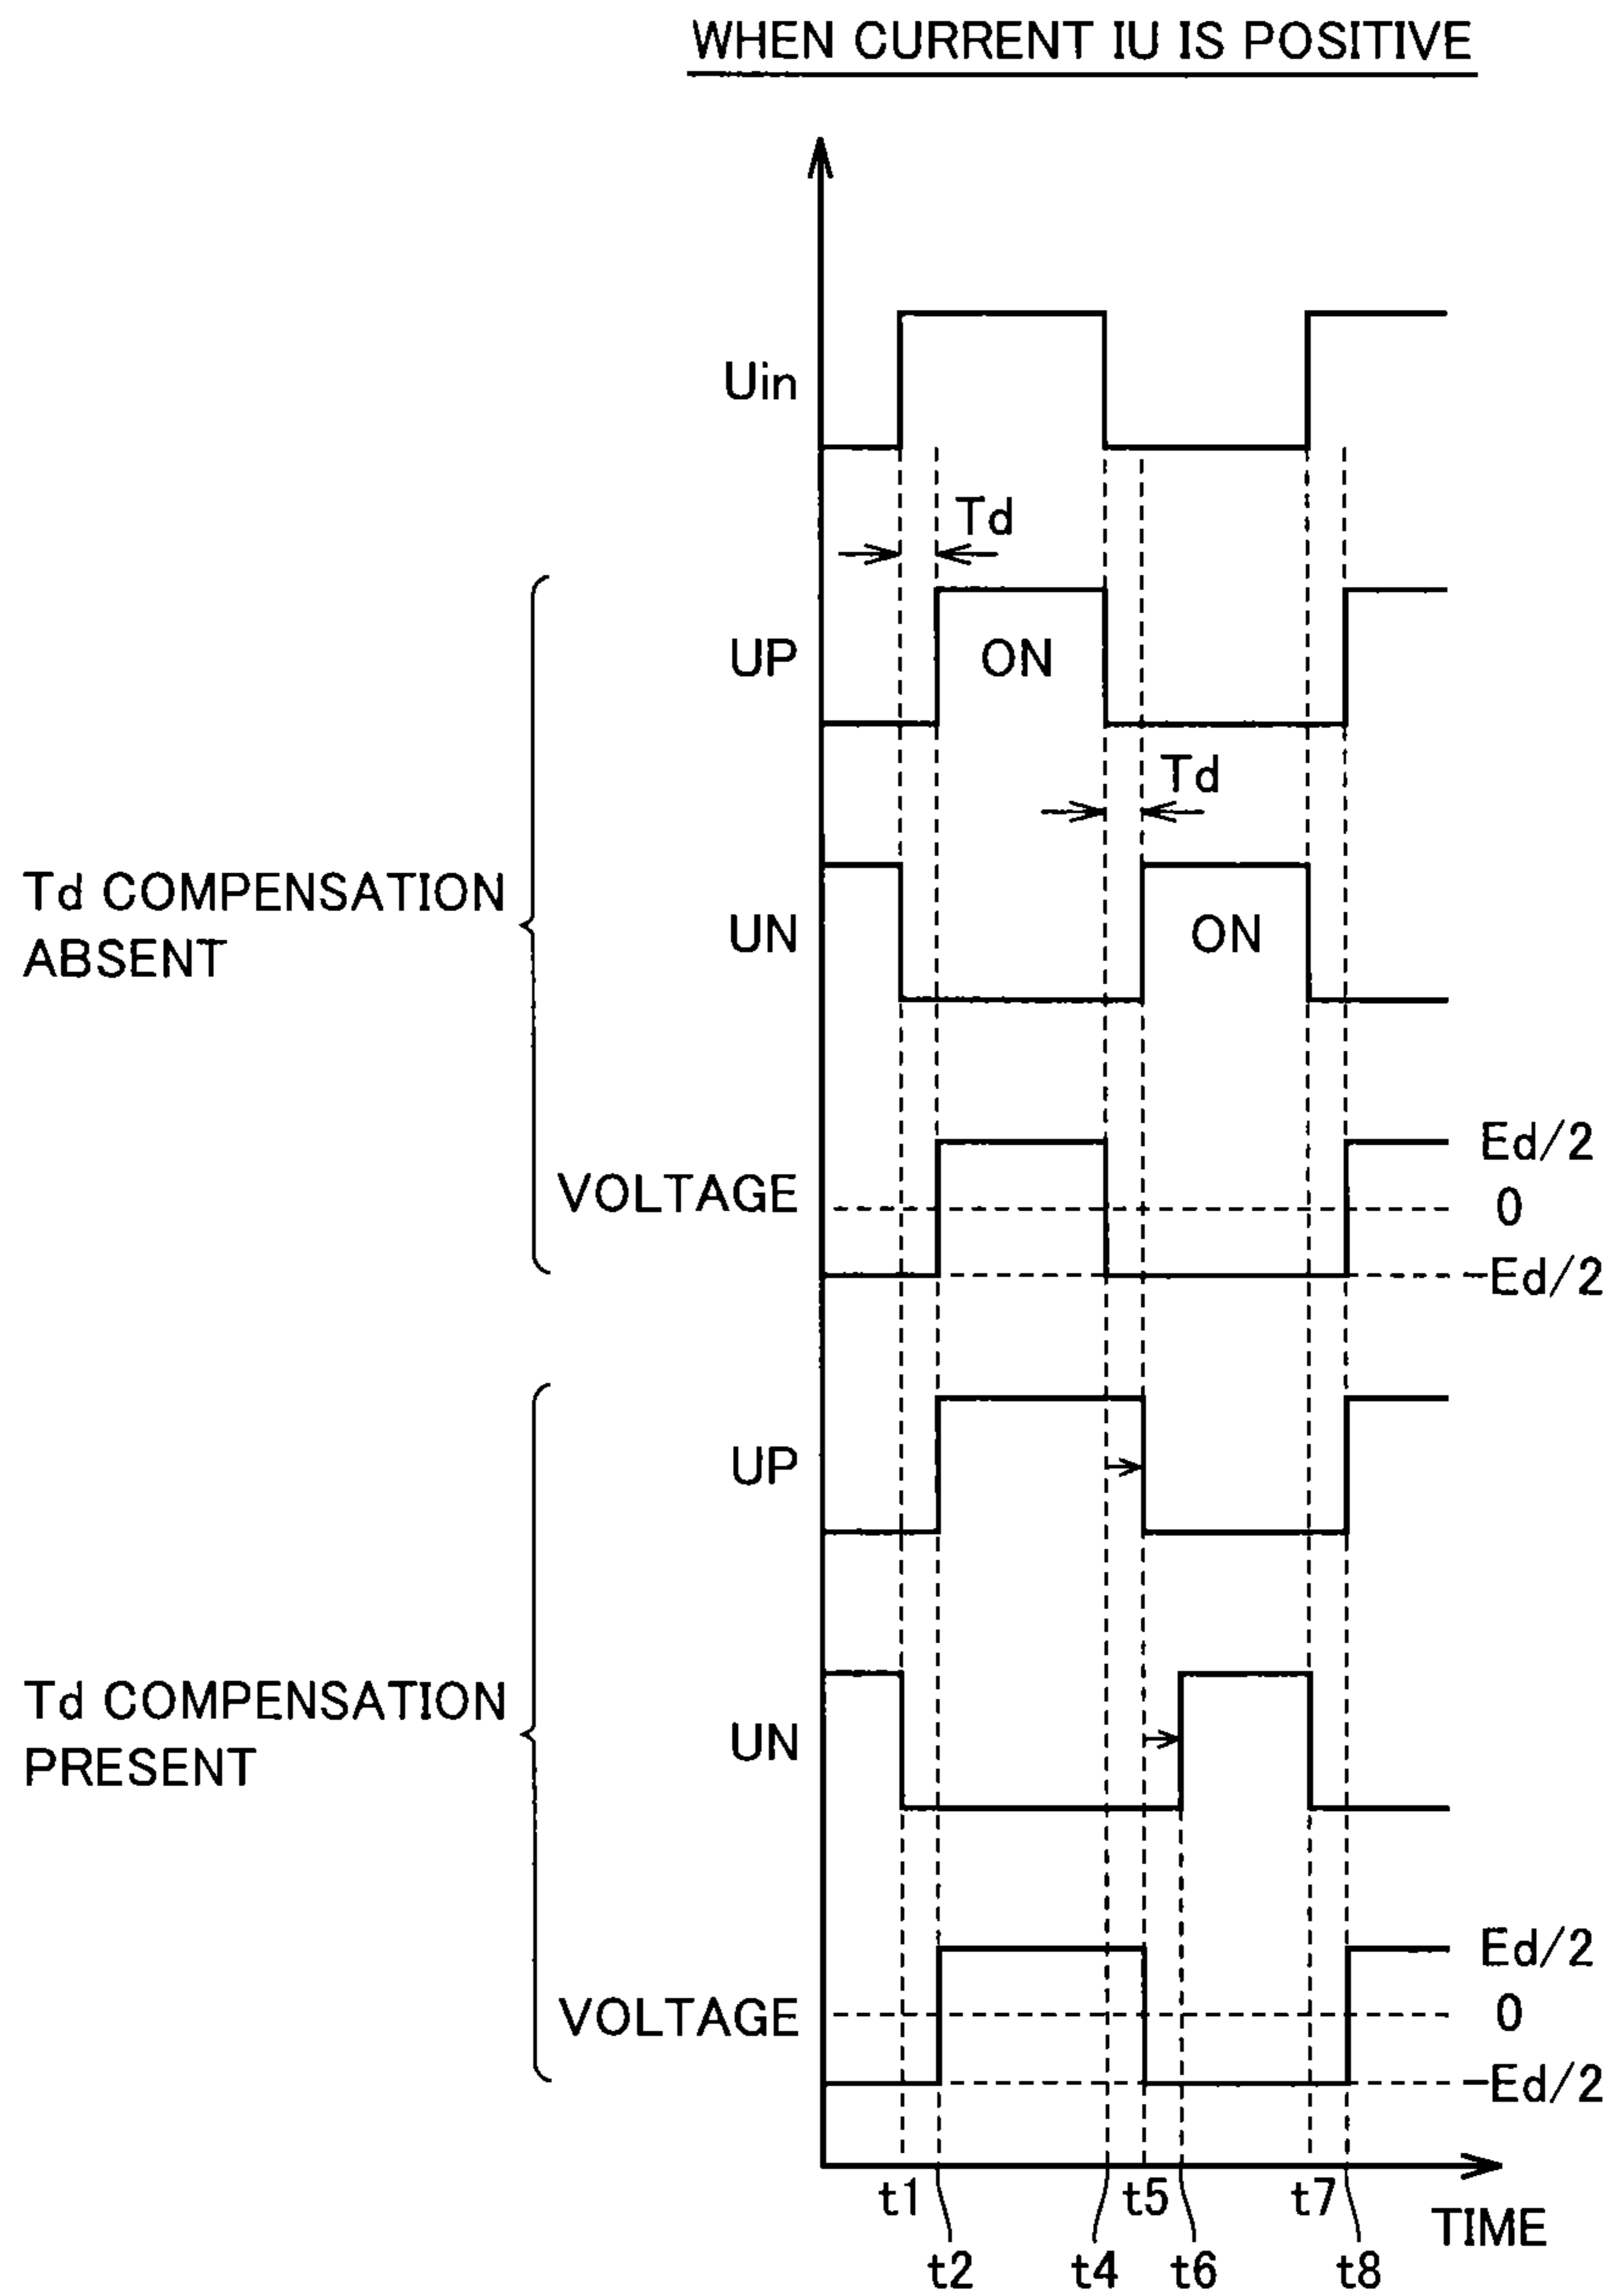 WHEN CURRENT IU IS POSITIVE
Uin
Td
UP
ON
Td
Td COMPENSATION
ABSENT
UN
ON
VOLTAGE
Ed/2
0
-Ed/2
UP
Td COMPENSATION
PRESENT
UN
VOLTAGE
Ed/2
0
-Ed/2
t1
t5
t7
TIME
t2
t4
t6
t8